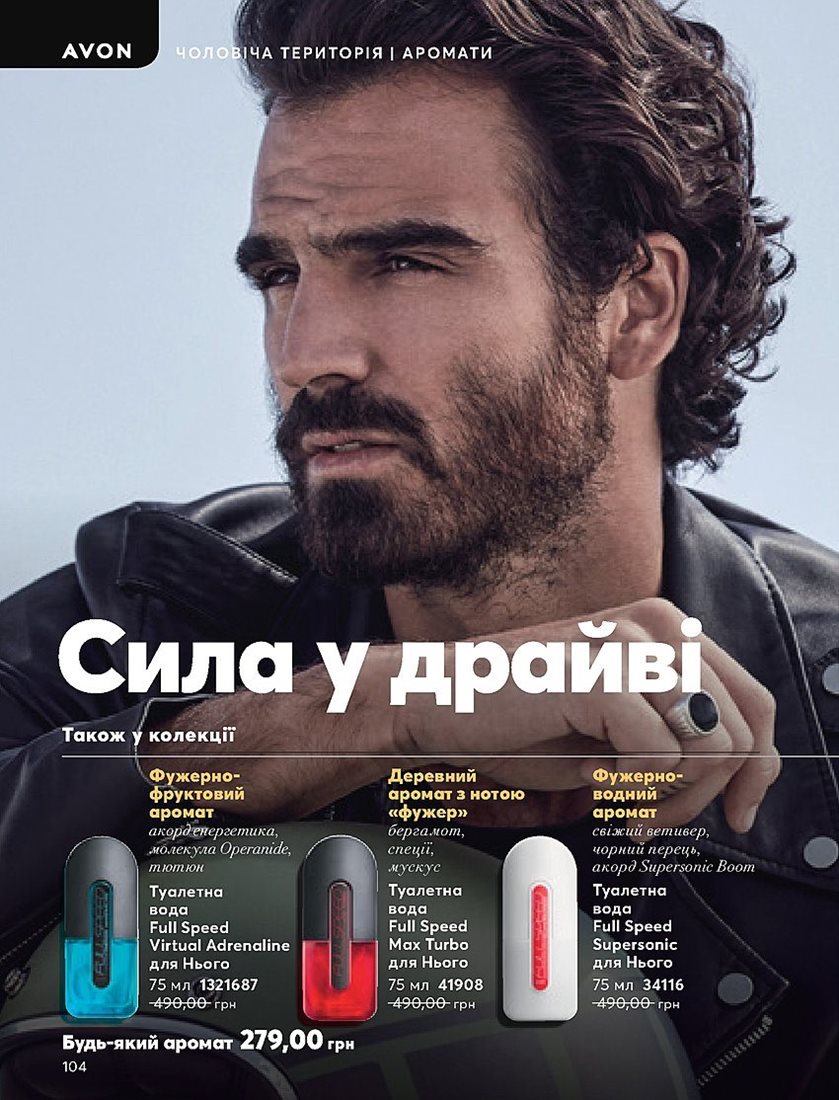 AVON
ЧОЛОВІЧА ТЕРИТОРІЯ | АРОМАТИ
Сила у драйві
Також у колекції
Фужерно-
фруктовий
аромат
акорд енергетика,
молекула Operanide,
тютюн
Туалетна
вода
Full Speed
Virtual Adrenaline
для Нього
75 мл 1321687
490,00 грн
Деревний
аромат з нотою
«фужер»
бергамот,
спеції,
мускус
Туалетна
вода
Full Speed
Max Turbo
для Нього
75 мл 41908
490,00 грн
Фужерно-
водний
аромат
свіжий ветивер,
чорний перець,
акорд Supersonic Boom
Туалетна
вода
Full Speed
Supersonic
для Нього
75 мл 34116
490,00 грн
Будь-який аромат 279,00 грн
104